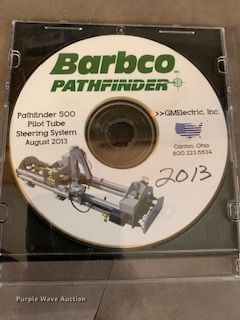 Barbco
PATHFINDER
Pathfinder 500
Pilot Tube
Steering System
August 2013
>>GMElectric, Inc.
Canton, Ohio
800.223.6634
2013
Purple Wave Auction